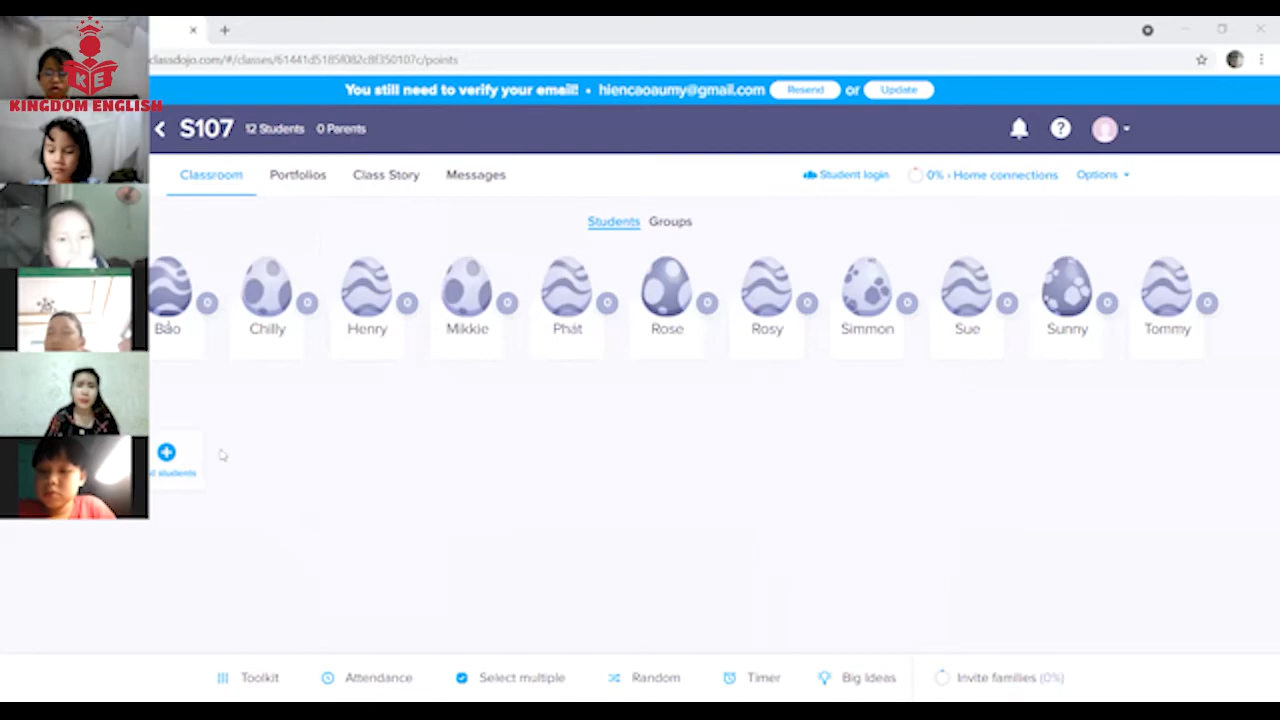 KE
KINGDOM ENGLISH
classdojo.com/#/classes/61441d5185f082c8f350107c/points
You still need to verify your email! • hiencaoaumy@gmail.com Resend or Update
S107 12 Students 0 Parents
Classroom Portfolios Class Story Messages Student login 0% › Home connections Options
Students Groups
0 0 0 0 0 0 0 0 0 0 0
Bảo Chilly Henry Mikkie Phát Rose Rosy Simmon Sue Sunny Tommy
students
Toolkit Attendance Select multiple Random Timer Big Ideas Invite families (0%)